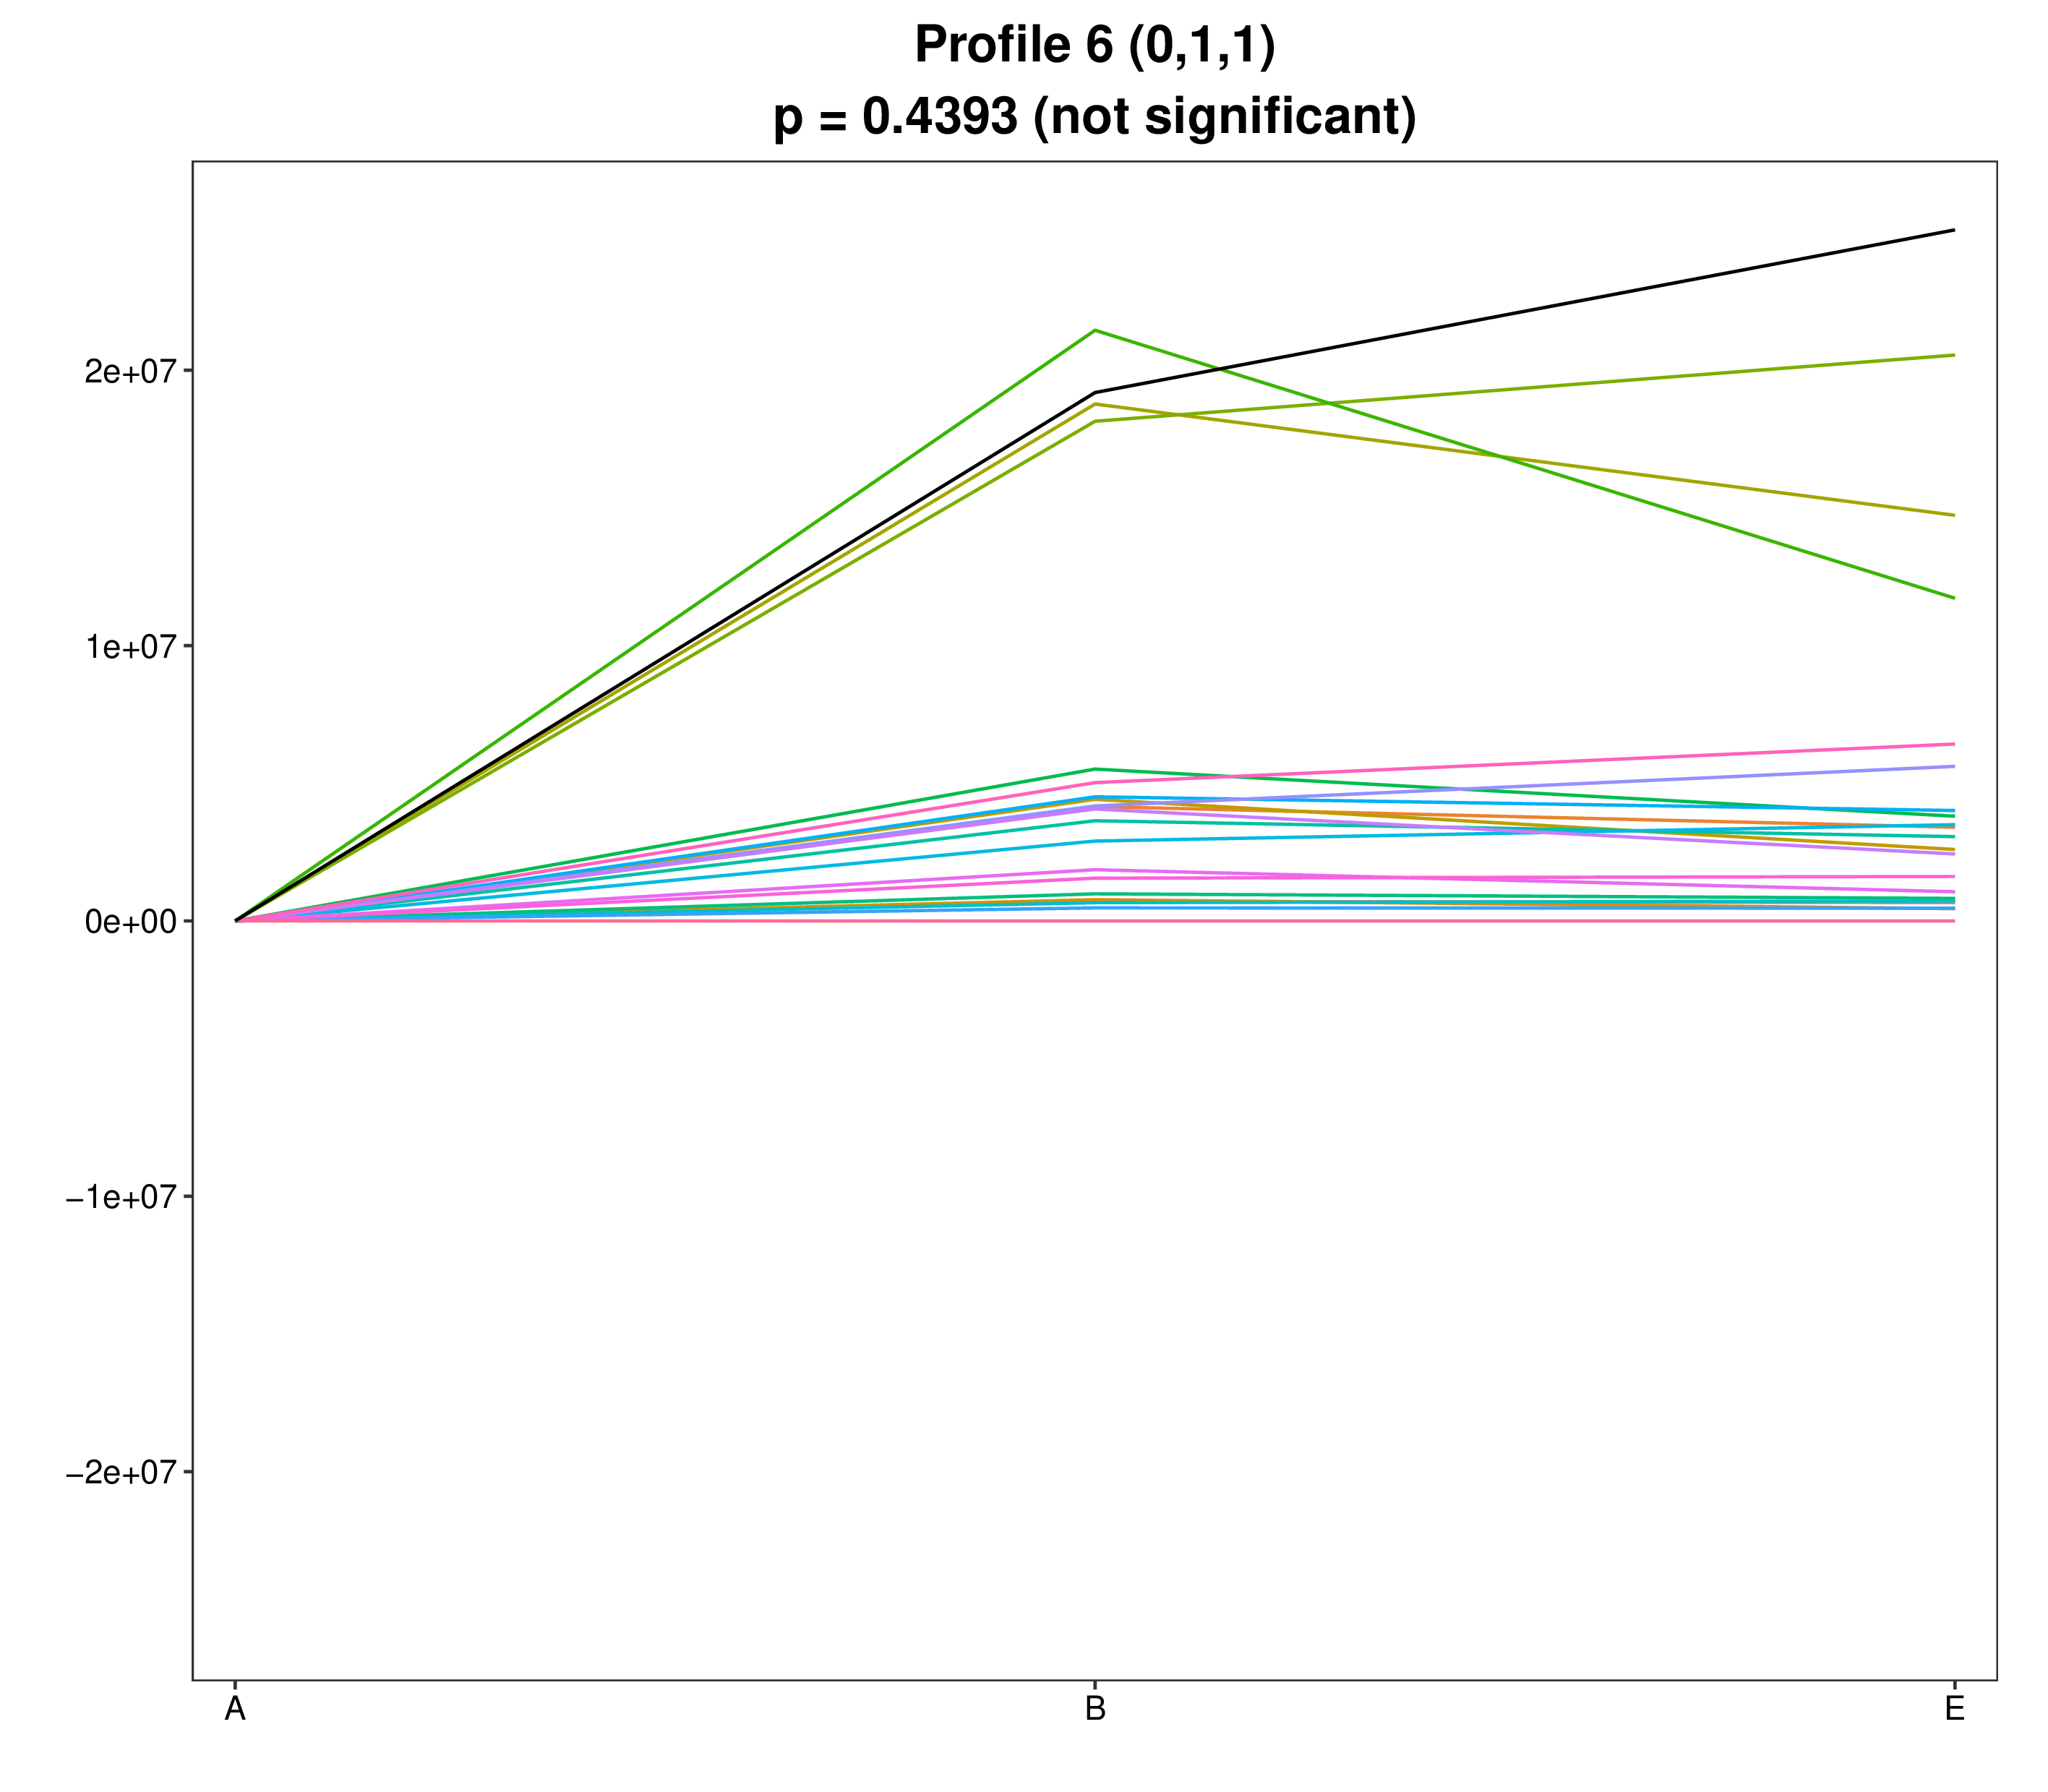 Profile 6 (0,1,1)
p = 0.4393 (not significant)
2e+07
1e+07
0e+00
−1e+07
−2e+07
A
B
E